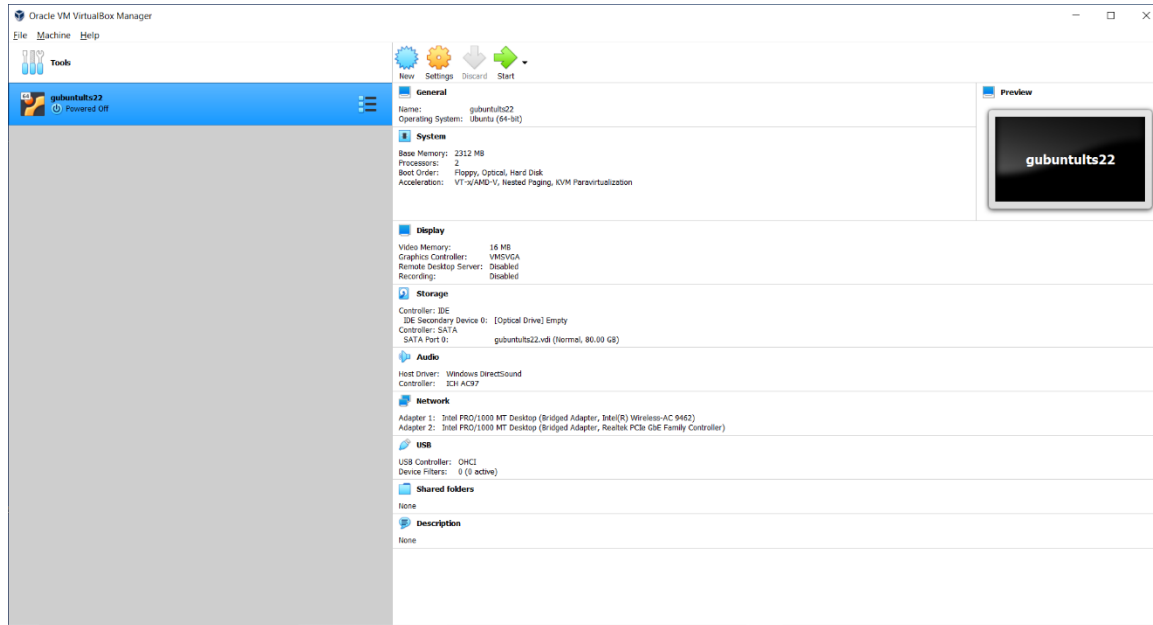 Oracle VM VirtualBox Manager
File Machine Help
Tools
New Settings Discard Start
64
gubuntults22
Powered Off
General
Name: gubuntults22
Operating System: Ubuntu (64-bit)
Preview
gubuntults22
System
Base Memory: 2312 MB
Processors: 2
Boot Order: Floppy, Optical, Hard Disk
Acceleration: VT-x/AMD-V, Nested Paging, KVM Paravirtualization
Display
Video Memory: 16 MB
Graphics Controller: VMSVGA
Remote Desktop Server: Disabled
Recording: Disabled
Storage
Controller: IDE
IDE Secondary Device 0: [Optical Drive] Empty
Controller: SATA
SATA Port 0: gubuntults22.vdi (Normal, 80.00 GB)
Audio
Host Driver: Windows DirectSound
Controller: ICH AC97
Network
Adapter 1: Intel PRO/1000 MT Desktop (Bridged Adapter, Intel(R) Wireless-AC 9462)
Adapter 2: Intel PRO/1000 MT Desktop (Bridged Adapter, Realtek PCIe GbE Family Controller)
USB
USB Controller: OHCI
Device Filters: 0 (0 active)
Shared folders
None
Description
None